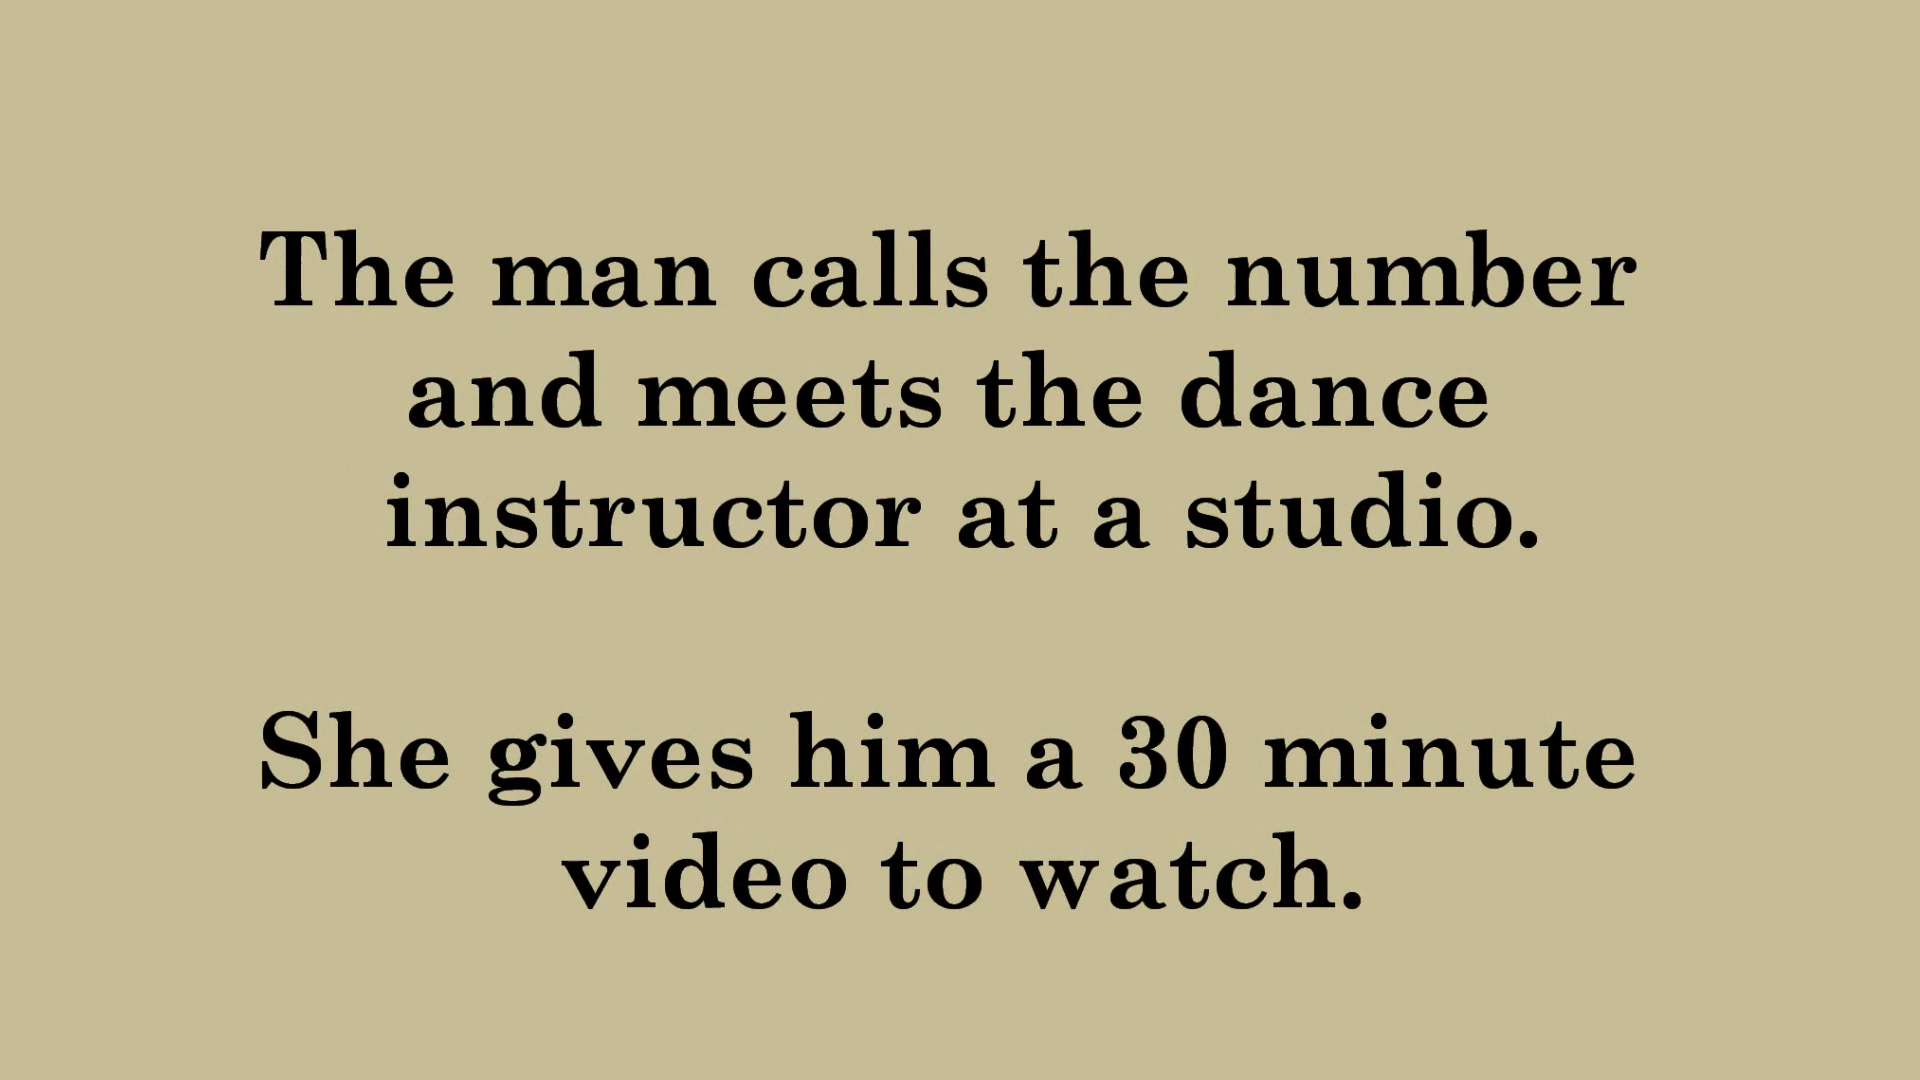 The man calls the number
and meets the dance
instructor at a studio.
She gives him a 30 minute
video to watch.